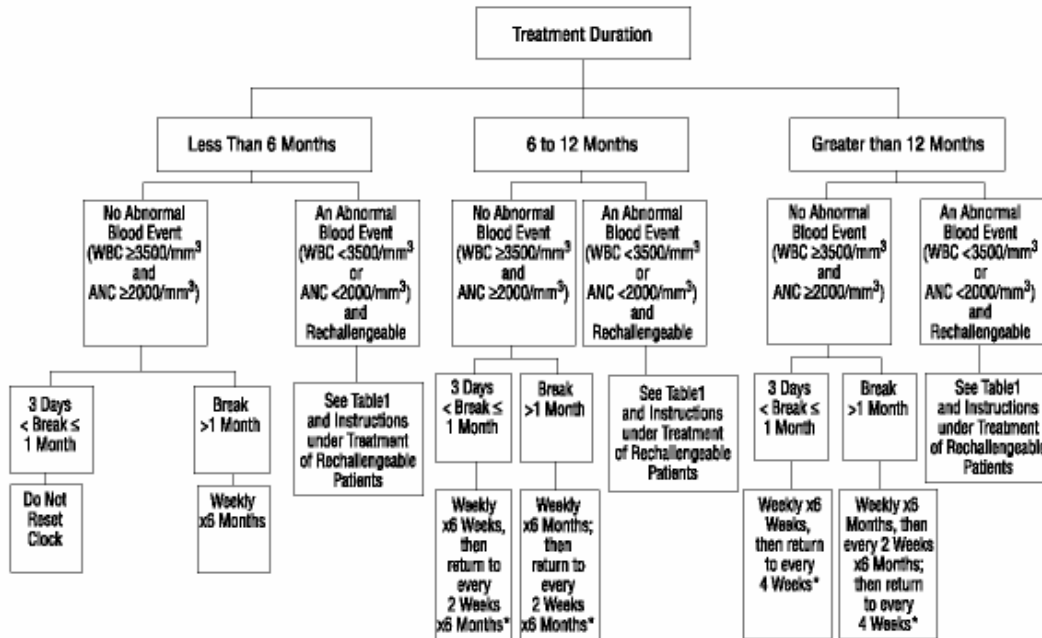 Treatment Duration
Less Than 6 Months
6 to 12 Months
Greater than 12 Months
No Abnormal
Blood Event
(WBC ≥3500/mm³
and
ANC ≥2000/mm³)
An Abnormal
Blood Event
(WBC <3500/mm³
or
ANC <2000/mm³)
and
Rechallengeable
No Abnormal
Blood Event
(WBC ≥3500/mm³
and
ANC ≥2000/mm³)
An Abnormal
Blood Event
(WBC <3500/mm³
or
ANC <2000/mm³)
and
Rechallengeable
No Abnormal
Blood Event
(WBC ≥3500/mm³
and
ANC ≥2000/mm³)
An Abnormal
Blood Event
(WBC <3500/mm³
or
ANC <2000/mm³)
and
Rechallengeable
3 Days
< Break ≤
1 Month
Break
>1 Month
See Table1
and Instructions
under Treatment
of Rechallengeable
Patients
3 Days
< Break ≤
1 Month
Break
>1 Month
See Table1
and Instructions
under Treatment
of Rechallengeable
Patients
3 Days
< Break ≤
1 Month
Break
>1 Month
See Table1
and Instructions
under Treatment
of Rechallengeable
Patients
Do Not
Reset
Clock
Weekly
x6 Months
Weekly
x6 Weeks,
then
return to
every
2 Weeks
x6 Months*
Weekly
x6 Months;
then
return to
every
2 Weeks
x6 Months*
Weekly x6
Weeks,
then return
to every
4 Weeks*
Weekly x6
Months, then
every 2 Weeks
x6 Months;
then return
to every
4 Weeks*